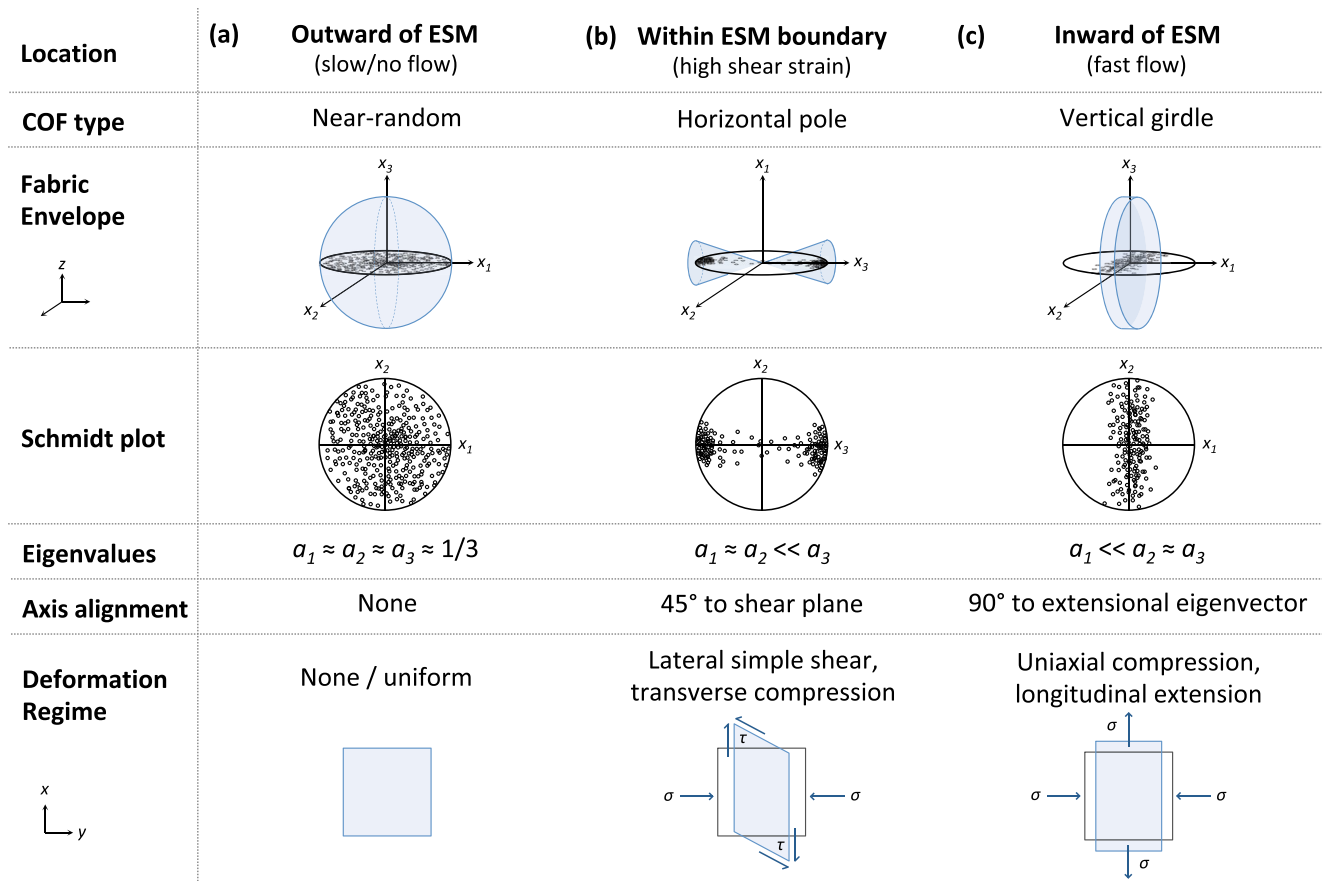 Location
(a) Outward of ESM
(slow/no flow)
(b) Within ESM boundary
(high shear strain)
(c) Inward of ESM
(fast flow)
COF type
Near-random
Horizontal pole
Vertical girdle
Fabric
Envelope
z
x3
x1
x2
x1
x3
x2
x3
x1
x2
Schmidt plot
x2
x1
x2
x3
x2
x1
Eigenvalues
a1 ≈ a2 ≈ a3 ≈ 1/3
a1 ≈ a2 << a3
a1 << a2 ≈ a3
Axis alignment
None
45° to shear plane
90° to extensional eigenvector
Deformation
Regime
x
y
None / uniform
Lateral simple shear,
transverse compression
τ
σ
σ
τ
Uniaxial compression,
longitudinal extension
σ
σ
σ
σ